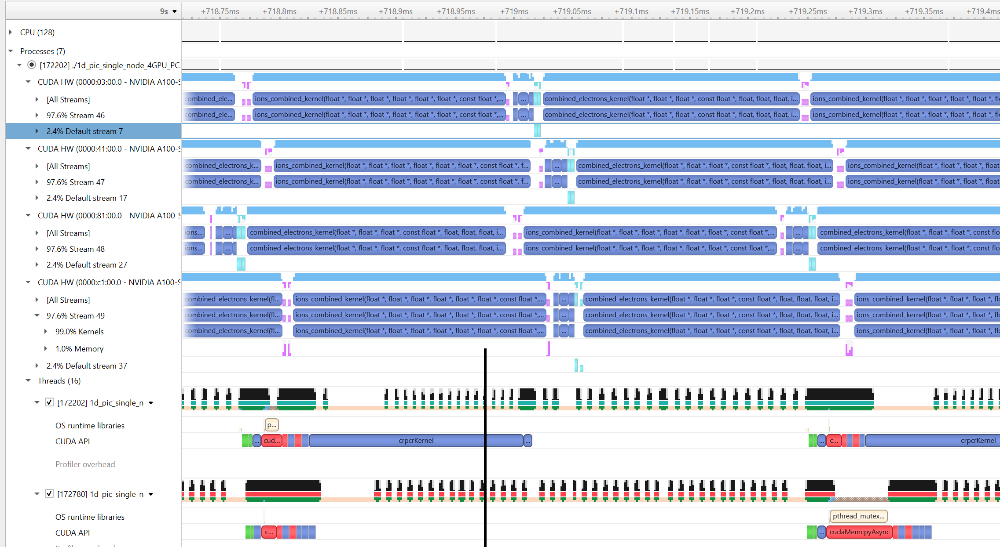 9s +718.75ms +718.8ms +718.85ms +718.9ms +718.95ms +719ms +719.05ms +719.1ms +719.15ms +719.2ms +719.25ms +719.3ms +719.35ms +719.4ms
CPU (128)
Processes (7)
[172202] ./1d_pic_single_node_4GPU_PC
CUDA HW (0000:03:00.0 - NVIDIA A100-S
[All Streams] combined_ele... ions_combined_kernel(float *, float *, float *, float *, float *, float *, const float *,... ... combined_electrons_kernel(float *, float *, float *, const float *, float, float, float, i... ions_combined_kernel(float *, float *, float *, fl
97.6% Stream 46 combined_ele... ions_combined_kernel(float *, float *, float *, float *, float *, float *, const float *,... ... combined_electrons_kernel(float *, float *, float *, const float *, float, float, float, i... ions_combined_kernel(float *, float *, float *, fl
2.4% Default stream 7
CUDA HW (0000:41:00.0 - NVIDIA A100-S
[All Streams] combined_electrons_k... ions_combined_kernel(float *, float *, float *, float *, float *, float *, const float *, f... ... combined_electrons_kernel(float *, float *, float *, const float *, float, float, float, i... ions_combined_kernel(float *, float *, float
97.6% Stream 47 combined_electrons_k... ions_combined_kernel(float *, float *, float *, float *, float *, float *, const float *, f... ... combined_electrons_kernel(float *, float *, float *, const float *, float, float, float, i... ions_combined_kernel(float *, float *, float
2.4% Default stream 17
CUDA HW (0000:81:00.0 - NVIDIA A100-S
[All Streams] ions... ... combined_electrons_kernel(float *, float *, float *, const float *, float, float, float, i... ions_combined_kernel(float *, float *, float *, float *, float *, float *, const float *,... ... combined_electrons_kernel(float *, float *, float *, const flo
97.6% Stream 48 ions... ... combined_electrons_kernel(float *, float *, float *, const float *, float, float, float, i... ions_combined_kernel(float *, float *, float *, float *, float *, float *, const float *,... ... combined_electrons_kernel(float *, float *, float *, const flo
2.4% Default stream 27
CUDA HW (0000:c1:00.0 - NVIDIA A100-S
[All Streams] combined_electrons_kernel(fl... ions_combined_kernel(float *, float *, float *, float *, float *, float *, const float *,... ... combined_electrons_kernel(float *, float *, float *, const float *, float, float, float, i... ions_combined_kernel(float *, float *, fl
97.6% Stream 49 combined_electrons_kernel(fl... ions_combined_kernel(float *, float *, float *, float *, float *, float *, const float *,... ... combined_electrons_kernel(float *, float *, float *, const float *, float, float, float, i... ions_combined_kernel(float *, float *, fl
99.0% Kernels combined_electrons_kernel(fl... ions_combined_kernel(float *, float *, float *, float *, float *, float *, const float *,... ... combined_electrons_kernel(float *, float *, float *, const float *, float, float, float, i... ions_combined_kernel(float *, float *, fl
1.0% Memory
2.4% Default stream 37
Threads (16)
[172202] 1d_pic_single_n
OS runtime libraries p...
CUDA API ... cud... crpcrKernel ... ... c... crpcrKernel
Profiler overhead
[172780] 1d_pic_single_n
OS runtime libraries pthread_mutex...
CUDA API c... ... cudaMemcpyAsync